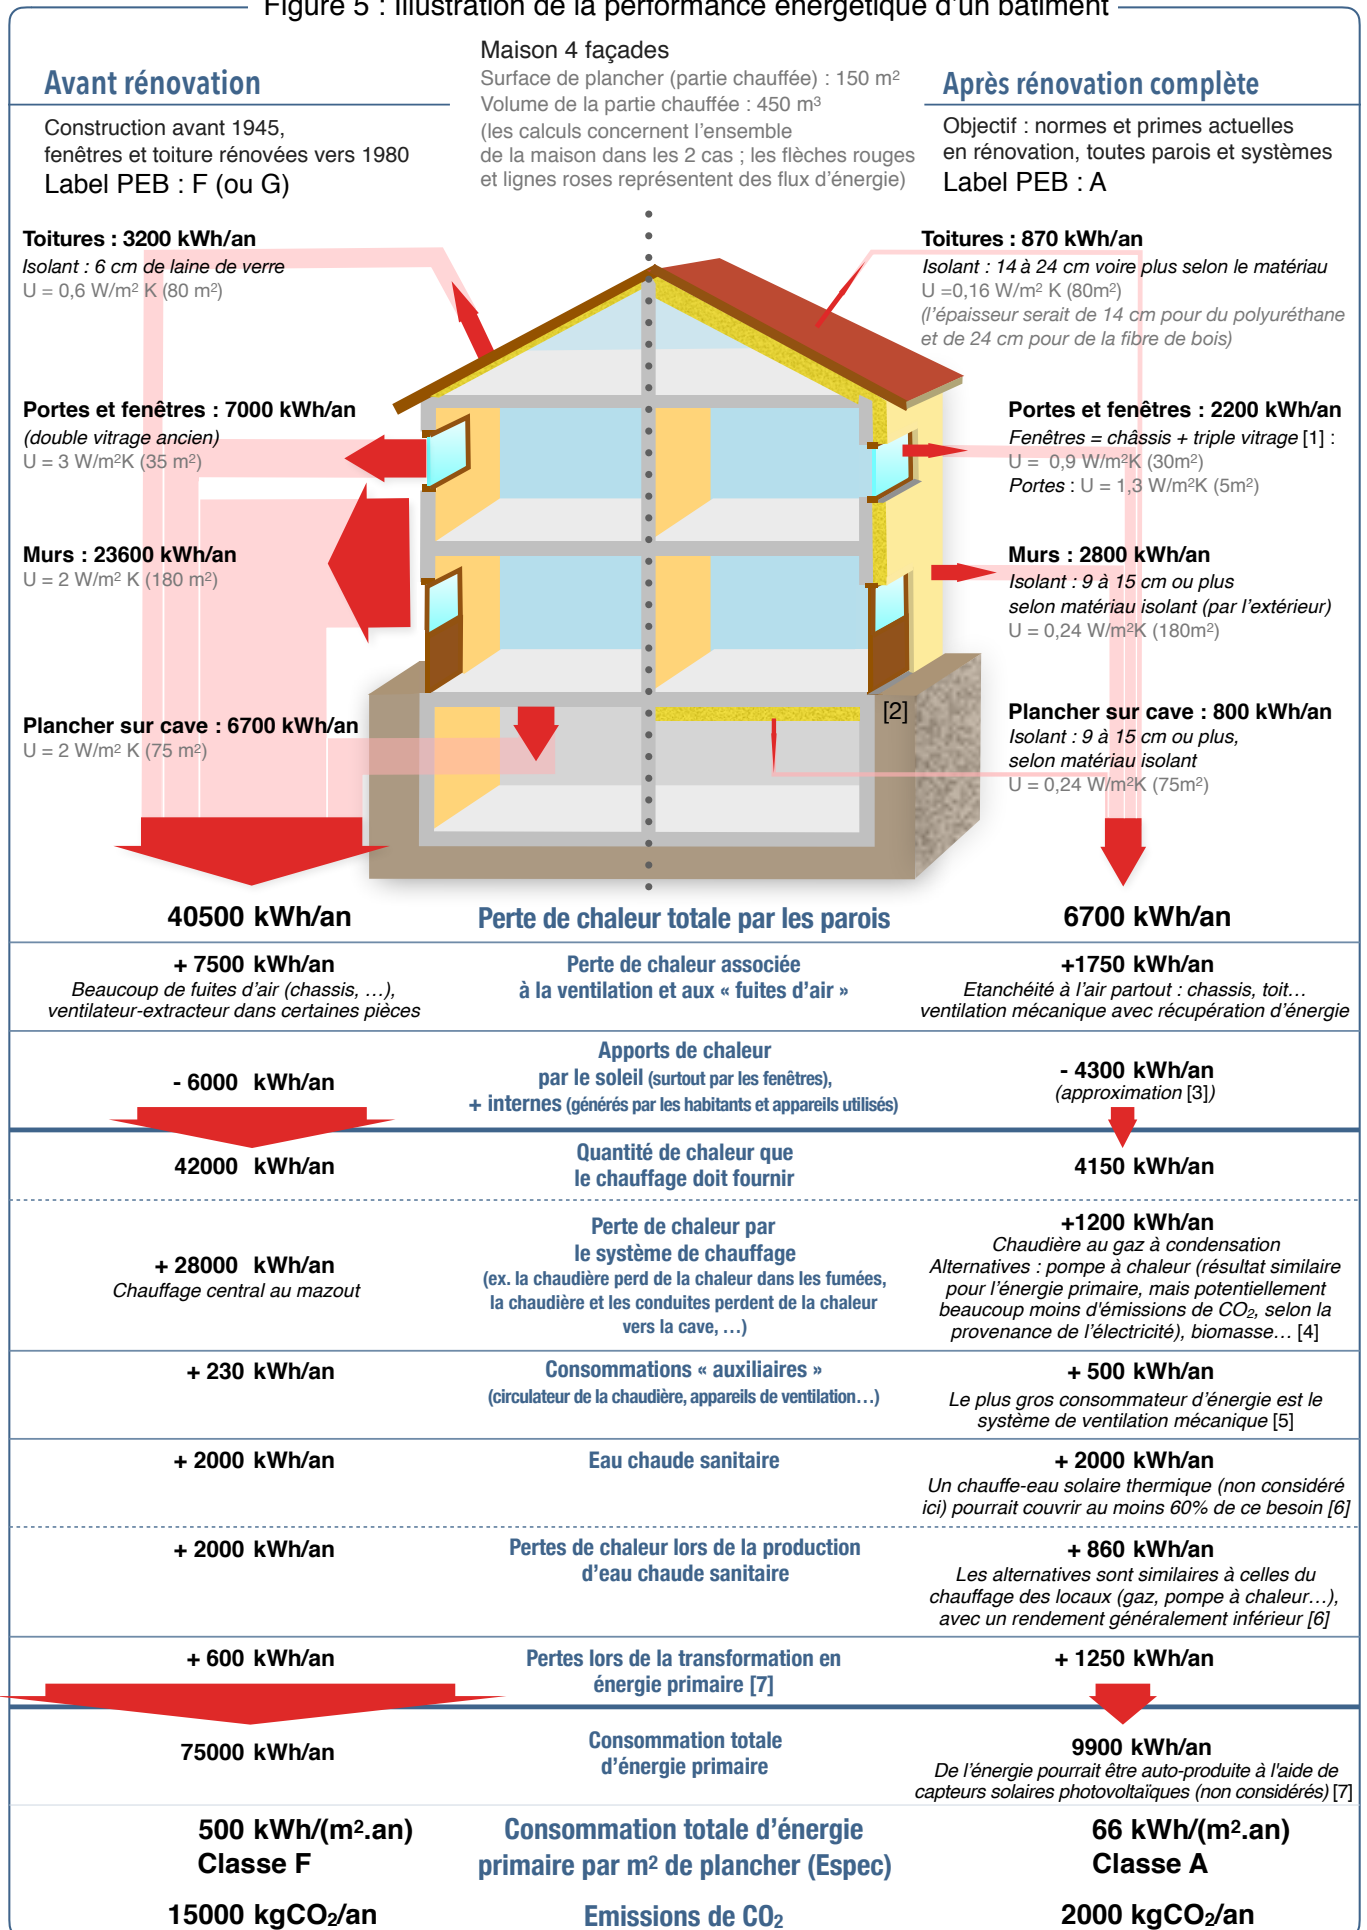 Figure 5 : Illustration de la performance énergétique d'un bâtiment
Maison 4 façades
Surface de plancher (partie chauffée) : 150 m²
Volume de la partie chauffée : 450 m³
(les calculs concernent l'ensemble
de la maison dans les 2 cas ; les flèches rouges
et lignes roses représentent des flux d'énergie)
Avant rénovation
Construction avant 1945,
fenêtres et toiture rénovées vers 1980
Label PEB : F (ou G)
Après rénovation complète
Objectif : normes et primes actuelles
en rénovation, toutes parois et systèmes
Label PEB : A
Toitures : 3200 kWh/an
Isolant : 6 cm de laine de verre
U = 0,6 W/m² K (80 m²)
Toitures : 870 kWh/an
Isolant : 14 à 24 cm voire plus selon le matériau
U =0,16 W/m² K (80m²)
(l'épaisseur serait de 14 cm pour du polyuréthane
et de 24 cm pour de la fibre de bois)
Portes et fenêtres : 7000 kWh/an
(double vitrage ancien)
U = 3 W/m²K (35 m²)
Portes et fenêtres : 2200 kWh/an
Fenêtres = châssis + triple vitrage [1] :
U = 0,9 W/m²K (30m²)
Portes : U = 1,3 W/m²K (5m²)
Murs : 23600 kWh/an
U = 2 W/m² K (180 m²)
Murs : 2800 kWh/an
Isolant : 9 à 15 cm ou plus
selon matériau isolant (par l'extérieur)
U = 0,24 W/m²K (180m²)
Plancher sur cave : 6700 kWh/an
U = 2 W/m² K (75 m²)
[2]
Plancher sur cave : 800 kWh/an
Isolant : 9 à 15 cm ou plus,
selon matériau isolant
U = 0,24 W/m²K (75m²)
40500 kWh/an
Perte de chaleur totale par les parois
6700 kWh/an
+ 7500 kWh/an
Beaucoup de fuites d'air (chassis, …),
ventilateur-extracteur dans certaines pièces
Perte de chaleur associée
à la ventilation et aux « fuites d'air »
+1750 kWh/an
Etanchéité à l'air partout : chassis, toit…
ventilation mécanique avec récupération d'énergie
- 6000 kWh/an
Apports de chaleur
par le soleil (surtout par les fenêtres),
+ internes (générés par les habitants et appareils utilisés)
- 4300 kWh/an
(approximation [3])
42000 kWh/an
Quantité de chaleur que
le chauffage doit fournir
4150 kWh/an
+ 28000 kWh/an
Chauffage central au mazout
Perte de chaleur par
le système de chauffage
(ex. la chaudière perd de la chaleur dans les fumées,
la chaudière et les conduites perdent de la chaleur
vers la cave, …)
+1200 kWh/an
Chaudière au gaz à condensation
Alternatives : pompe à chaleur (résultat similaire
pour l'énergie primaire, mais potentiellement
beaucoup moins d'émissions de CO₂, selon la
provenance de l'électricité), biomasse… [4]
+ 230 kWh/an
Consommations « auxiliaires »
(circulateur de la chaudière, appareils de ventilation…)
+ 500 kWh/an
Le plus gros consommateur d'énergie est le
système de ventilation mécanique [5]
+ 2000 kWh/an
Eau chaude sanitaire
+ 2000 kWh/an
Un chauffe-eau solaire thermique (non considéré
ici) pourrait couvrir au moins 60% de ce besoin [6]
+ 2000 kWh/an
Pertes de chaleur lors de la production
d'eau chaude sanitaire
+ 860 kWh/an
Les alternatives sont similaires à celles du
chauffage des locaux (gaz, pompe à chaleur…),
avec un rendement généralement inférieur [6]
+ 600 kWh/an
Pertes lors de la transformation en
énergie primaire [7]
+ 1250 kWh/an
75000 kWh/an
Consommation totale
d'énergie primaire
9900 kWh/an
De l'énergie pourrait être auto-produite à l'aide de
capteurs solaires photovoltaïques (non considérés) [7]
500 kWh/(m².an)
Classe F
Consommation totale d'énergie
primaire par m² de plancher (Espec)
66 kWh/(m².an)
Classe A
15000 kgCO₂/an
Emissions de CO₂
2000 kgCO₂/an